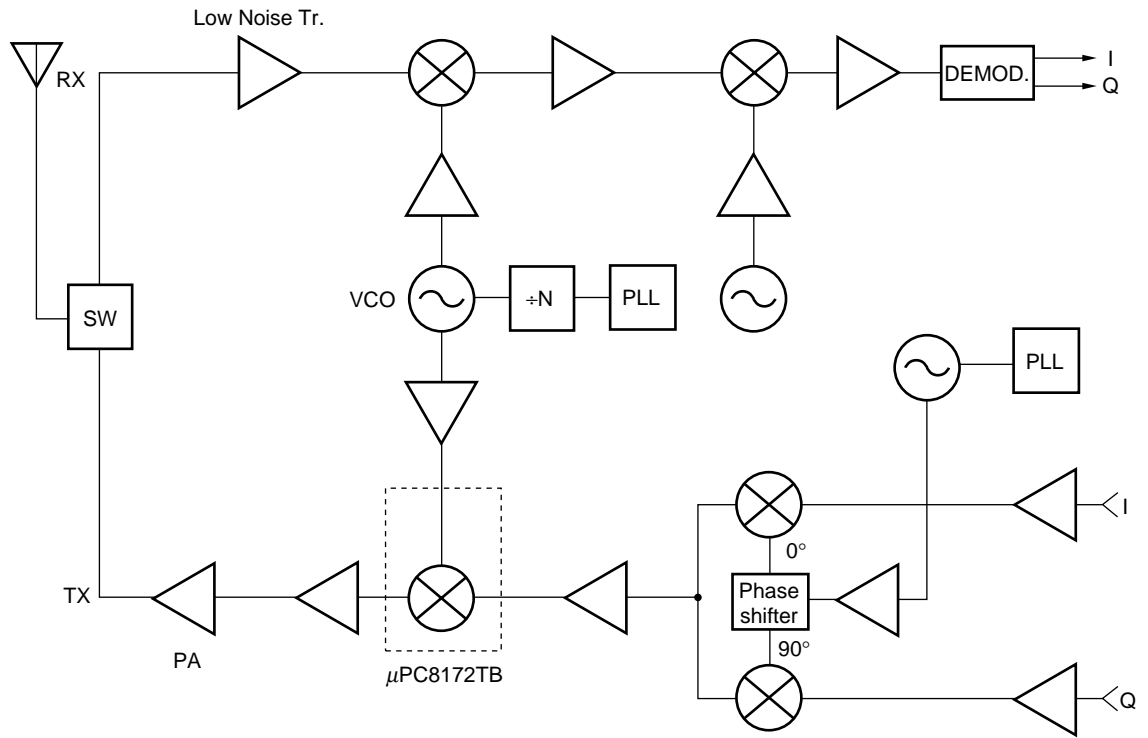 Low Noise Tr.
RX
DEMOD.
I
Q
SW
VCO
÷N
PLL
PLL
I
0°
Phase
shifter
90°
TX
PA
μPC8172TB
Q